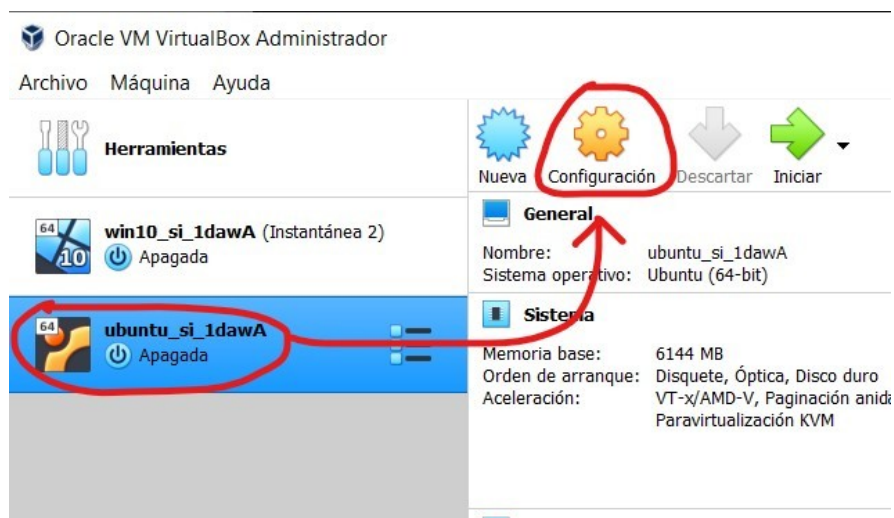 Oracle VM VirtualBox Administrador
Archivo Máquina Ayuda
Herramientas
64
10
win10_si_1dawA (Instantánea 2)
Apagada
64
ubuntu_si_1dawA
Apagada
Nueva Configuración Descartar Iniciar
General
Nombre: ubuntu_si_1dawA
Sistema operativo: Ubuntu (64-bit)
Sistema
Memoria base: 6144 MB
Orden de arranque: Disquete, Óptica, Disco duro
Aceleración: VT-x/AMD-V, Paginación anida
Paravirtualización KVM